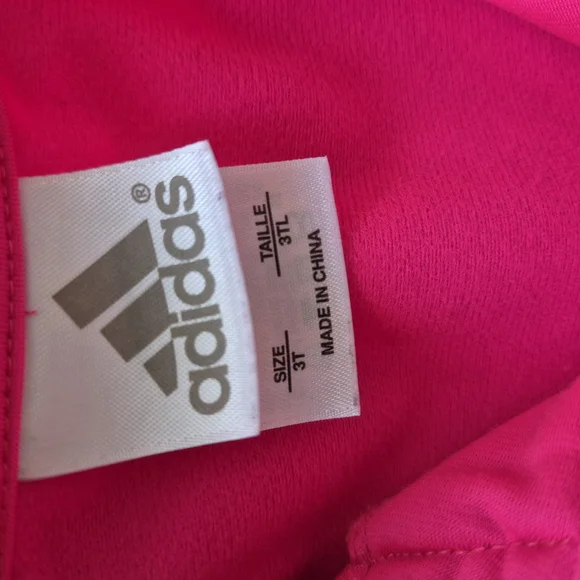 adidas®
SIZE
3T
TAILLE
3TL
MADE IN CHINA